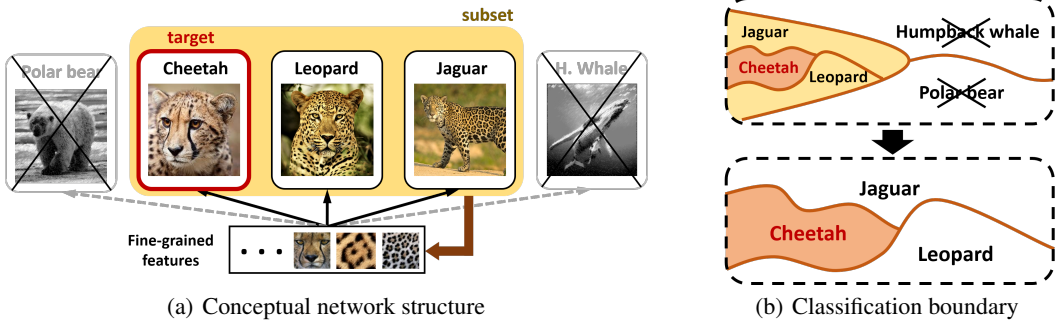 subset
target
Polar bear
Cheetah
Leopard
Jaguar
H. Whale
Fine-grained
features
(a) Conceptual network structure
Jaguar
Humpback whale
Cheetah
Leopard
Polar bear
Jaguar
Cheetah
Leopard
(b) Classification boundary